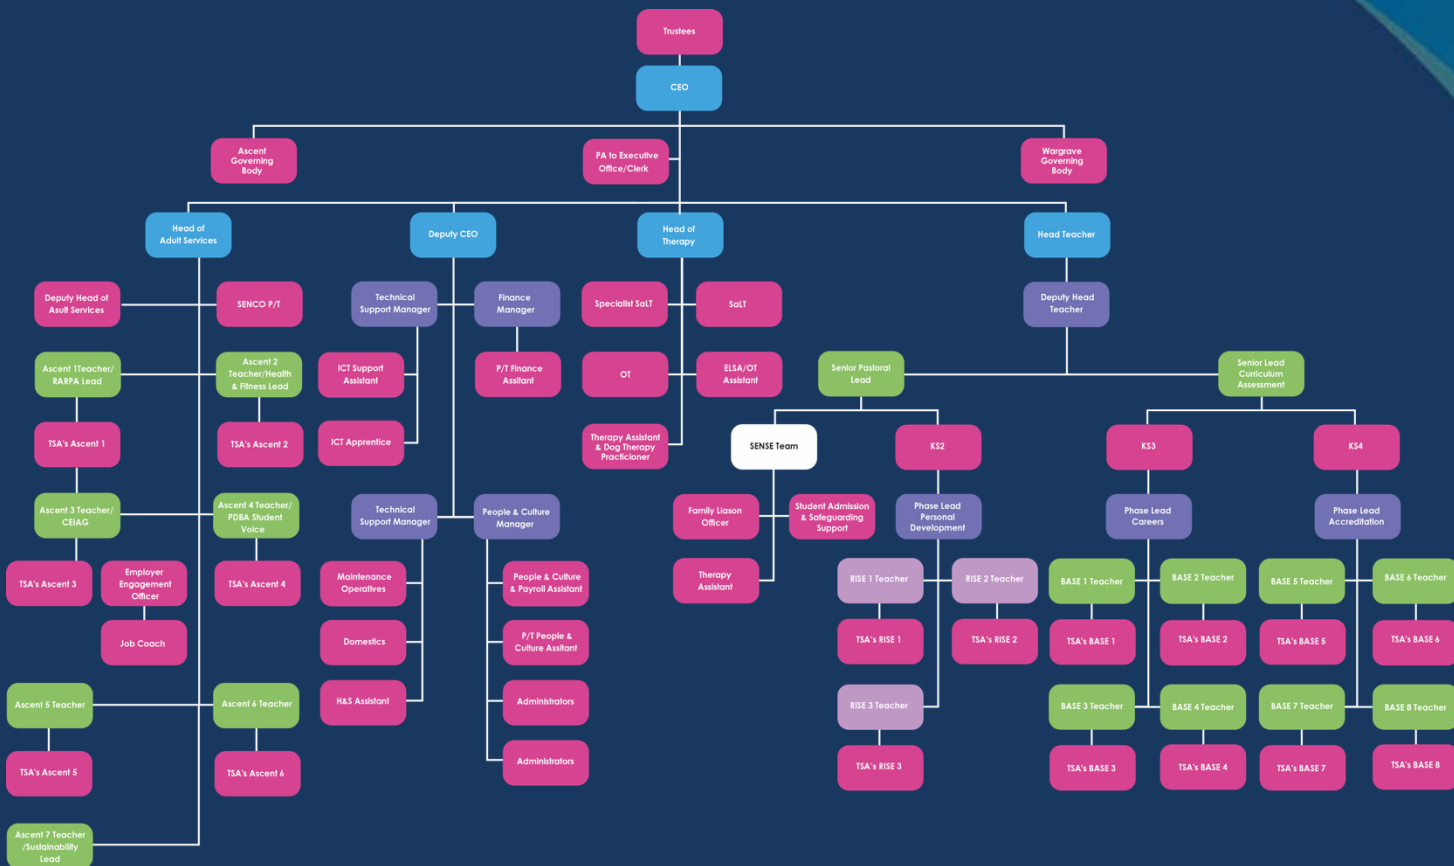 Trustees
CEO
Ascent
Governing
Body
PA to Executive
Office/Clerk
Wargrave
Governing
Body
Head of
Adult Services
Deputy CEO
Head of
Therapy
Head Teacher
Deputy Head of
Asult Services
SENCO P/T
Technical
Support Manager
Finance
Manager
Specialist SaLT
SaLT
Deputy Head
Teacher
Ascent 1Teacher/
RARPA Lead
Ascent 2
Teacher/Health
& Fitness Lead
ICT Support
Assistant
P/T Finance
Assitant
OT
ELSA/OT
Assistant
Senior Pastoral
Lead
Senior Lead
Curiculum
Assessment
TSA's Ascent 1
TSA's Ascent 2
ICT Apprentice
Therapy Assistant
& Dog Therapy
Practicioner
SENSE Team
KS2
KS3
KS4
Ascent 3 Teacher/
CEIAG
Ascent 4 Teacher/
PDBA Student
Voice
Technical
Support Manager
People & Culture
Manager
Family Liason
Officer
Student Admission
& Safeguarding
Support
Phase Lead
Personal
Development
Phase Lead
Careers
Phase Lead
Accreditation
TSA's Ascent 3
Employer
Engagement
Officer
TSA's Ascent 4
Maintenance
Operatives
People & Culture
& Payroll Assistant
Therapy
Assistant
RISE 1 Teacher
RISE 2 Teacher
BASE 1 Teacher
BASE 2 Teacher
BASE 5 Teacher
BASE 6 Teacher
Job Coach
Domestics
P/T People &
Culture Assitant
TSA's RISE 1
TSA's RISE 2
TSA's BASE 1
TSA's BASE 2
TSA's BASE 5
TSA's BASE 6
Ascent 5 Teacher
Ascent 6 Teacher
H&S Assistant
Administrators
RISE 3 Teacher
BASE 3 Teacher
BASE 4 Teacher
BASE 7 Teacher
BASE 8 Teacher
TSA's Ascent 5
TSA's Ascent 6
Administrators
TSA's RISE 3
TSA's BASE 3
TSA's BASE 4
TSA's BASE 7
TSA's BASE 8
Ascent 7 Teacher
/Sustainability
Lead